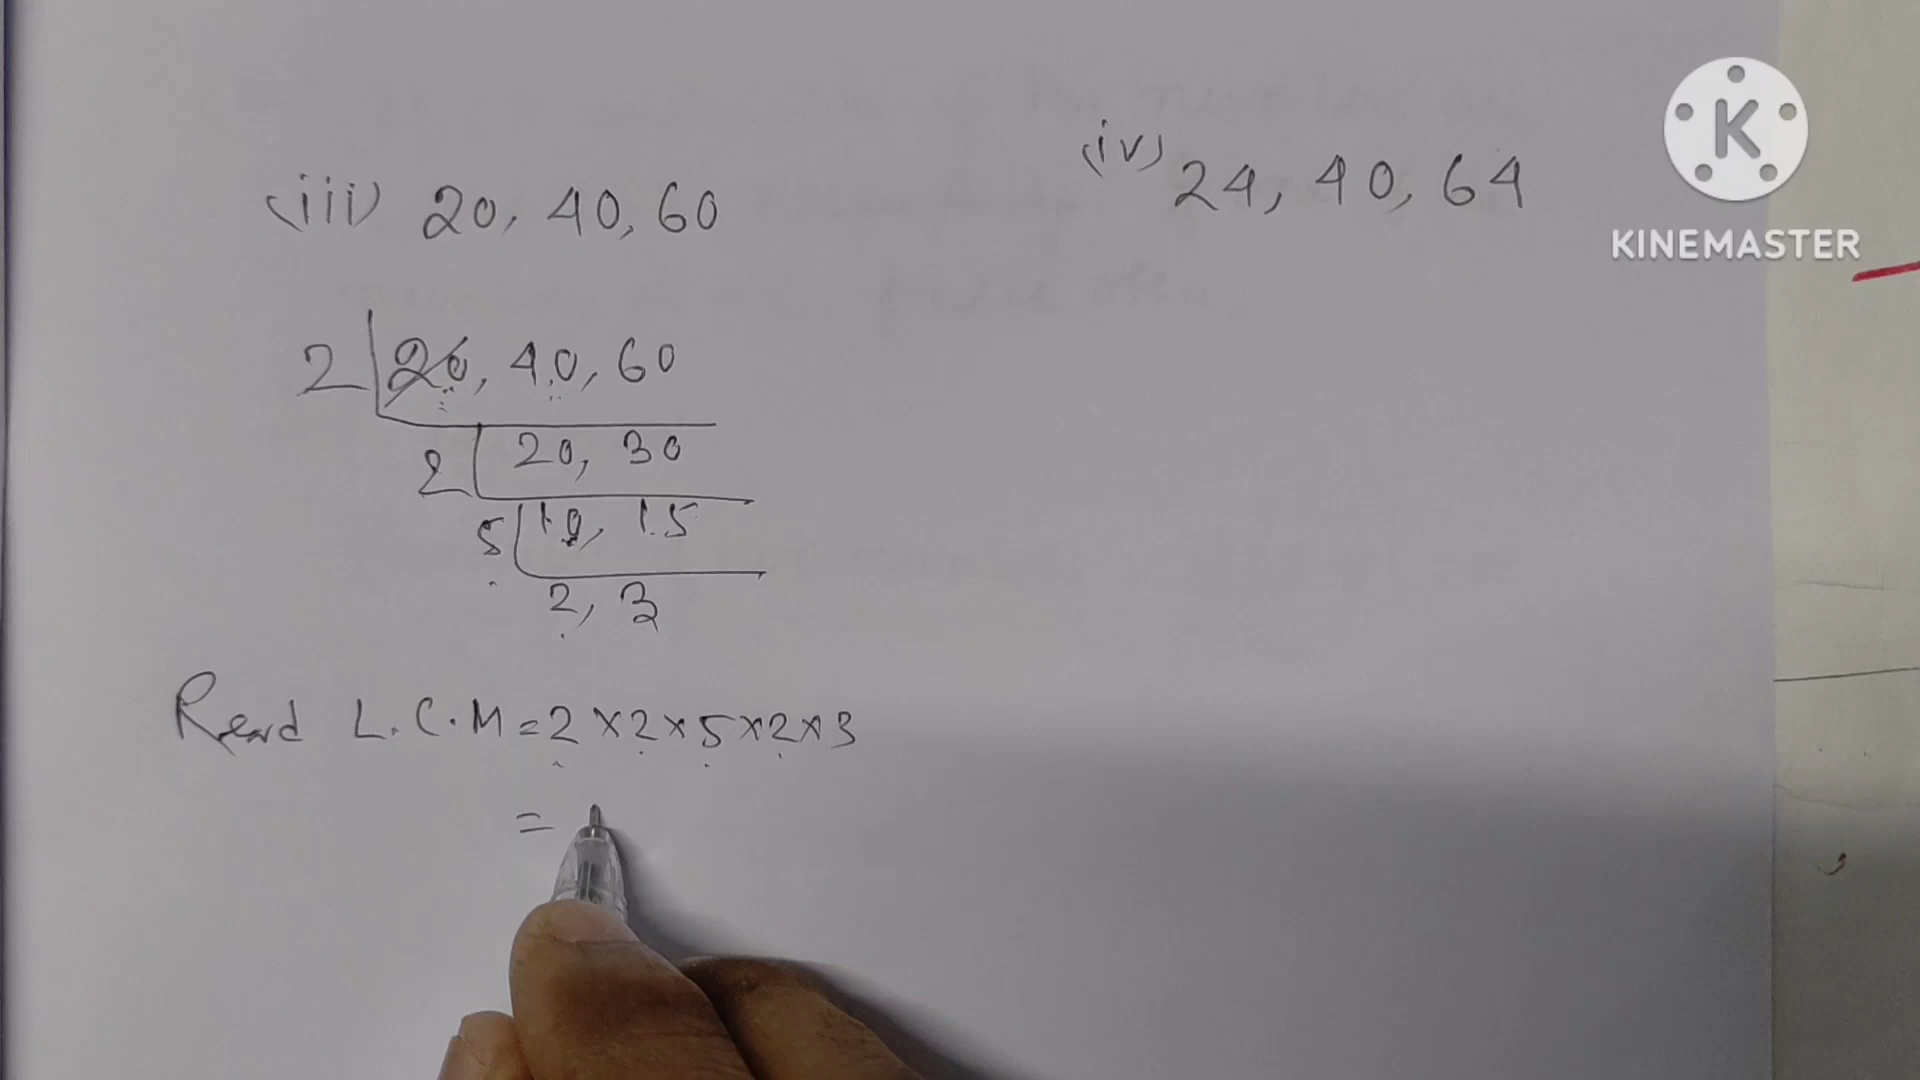 (iii) 20, 40, 60
2 20, 40, 60
2 20, 30
5 10, 15
2, 3
L.C.M = 2 × 2 × 5 × 2 × 3
=
(iv) 24, 40, 64
K
KINEMASTER